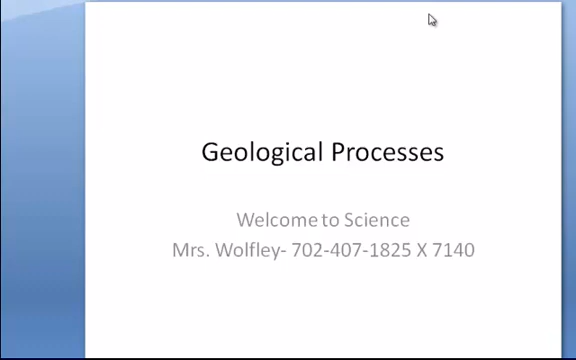 Geological Processes
Welcome to Science
Mrs. Wolfley- 702-407-1825 X 7140